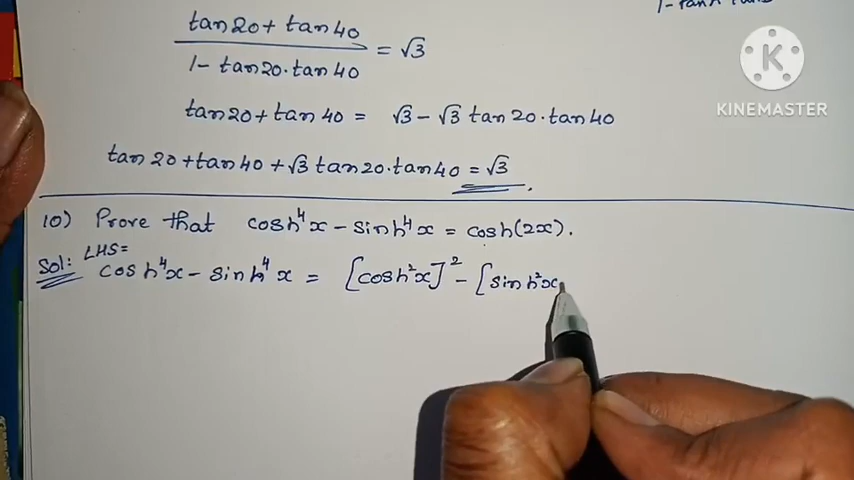 tan20 + tan40 / 1 - tan20·tan40 = √3
tan20 + tan40 = √3 - √3 tan20·tan40
tan20 + tan40 + √3 tan20·tan40 = √3.
10) Prove that cosh⁴x - sinh⁴x = cosh(2x).
Sol: LHS=
cosh⁴x - sinh⁴x = [cosh²x]² - [sinh²x
KINEMASTER